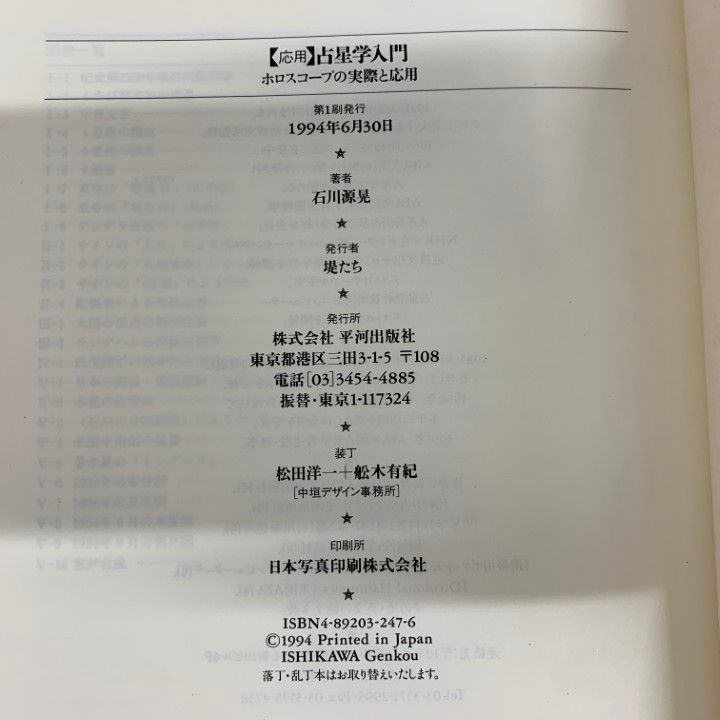 【応用】占星学入門
ホロスコープの実際と応用
第1刷発行
1994年6月30日
★
著者
石川源晃
★
発行者
堤たち
★
発行所
株式会社 平河出版社
東京都港区三田3-1-5 〒108
電話[03]3454-4885
振替・東京1-117324
★
装丁
松田洋一＋舩木有紀
[中垣デザイン事務所]
★
印刷所
日本写真印刷株式会社
★
ISBN4-89203-247-6
©1994 Printed in Japan
ISHIKAWA Genkou
落丁・乱丁本はお取り替えいたします。